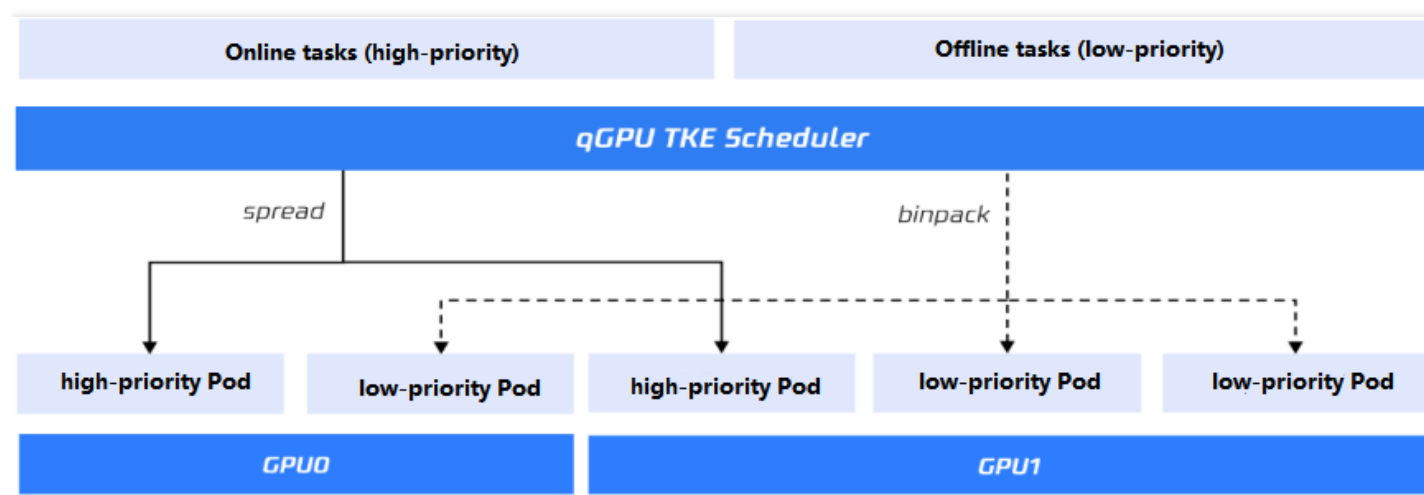 Online tasks (high-priority)
Offline tasks (low-priority)
qGPU TKE Scheduler
spread
binpack
high-priority Pod
low-priority Pod
high-priority Pod
low-priority Pod
low-priority Pod
GPU0
GPU1